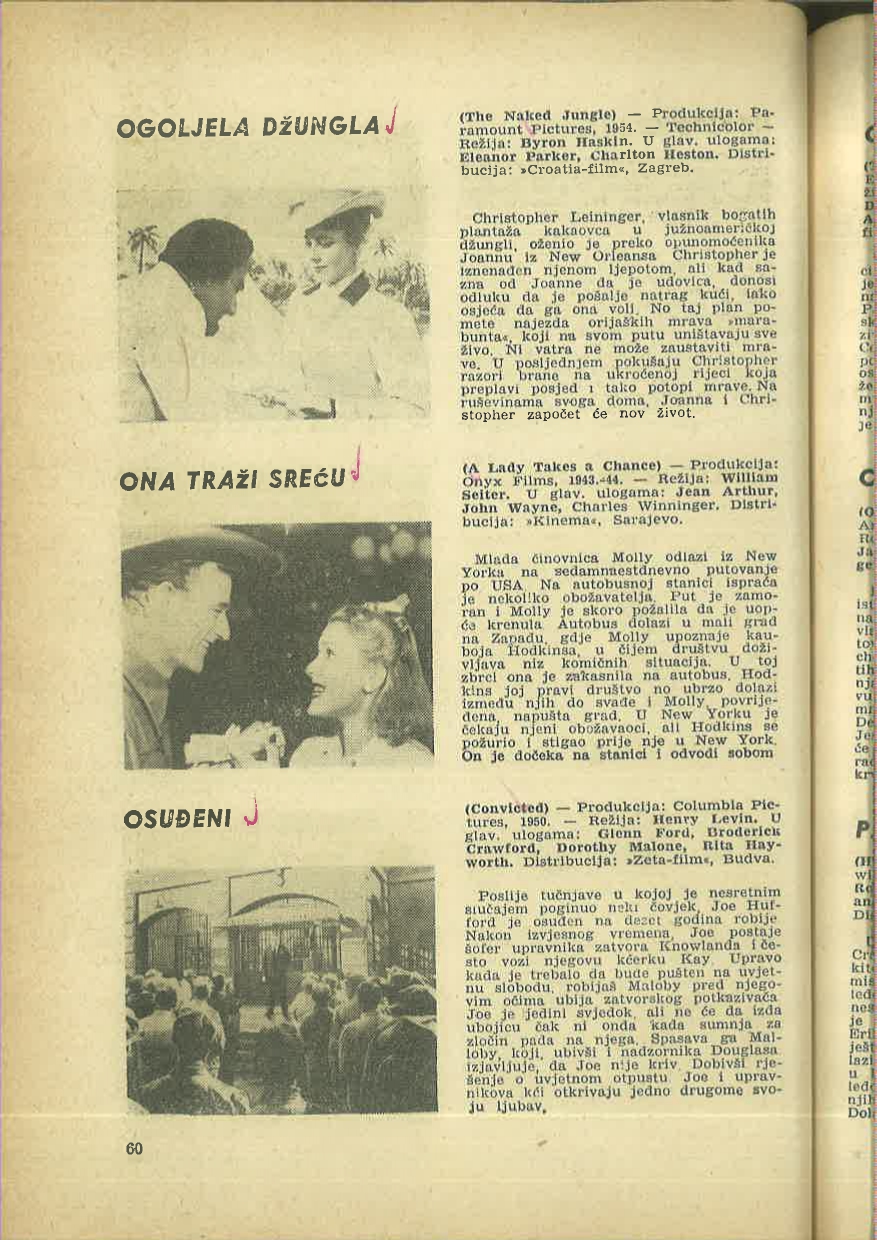 OGOLJELA DŽUNGLA
(The Naked Jungle) — Produkcija: Pa-
ramount Pictures, 1954. — Technicolor —
Režija: Byron Haskin. U glav. ulogama:
Eleanor Parker, Charlton Heston. Distri-
bucija: »Croatia-film«, Zagreb.
Christopher Leininger, vlasnik bogatih
plantaža kakaovca u južnoameričkoj
džungli, oženio je preko opunomoćenika
Joannu iz New Orleansa Christopher je
iznenađen njenom ljepotom, ali kad sa-
zna od Joanne da je udovica, donosi
odluku da je pošalje natrag kući, iako
osjeća da ga ona voli. No taj plan po-
mete najezda orijaških mrava »mara-
bunta«, koji na svom putu uništavaju sve
živo. Ni vatra ne može zaustaviti mra-
ve. U posljednjem pokušaju Christopher
razori brane na ukroćenoj rijeci koja
preplavi posjed i tako potopi mrave. Na
ruševinama svoga doma, Joanna i Chri-
stopher započet će nov život.
ONA TRAŽI SREĆU
(A Lady Takes a Chance) — Produkcija:
Onyx Films, 1943.-44. — Režija: William
Seiter. U glav. ulogama: Jean Arthur,
John Wayne, Charles Winninger. Distri-
bucija: »Kinema«, Sarajevo.
Mlada činovnica Molly odlazi iz New
Yorka na sedamnaestdnevno putovanje
po USA. Na autobusnoj stanici ispraća
je nekoliko obožavatelja. Put je zamo-
ran i Molly je skoro požalila da je uop-
će krenula. Autobus dolazi u mali grad
na Zapadu, gdje Molly upoznaje kau-
boja Hodkinsa, u čijem društvu doži-
vljava niz komičnih situacija. U toj
zbrci ona je zakasnila na autobus. Hod-
kins joj pravi društvo no ubrzo dolazi
između njih do svađe i Molly, povrije-
đena, napušta grad. U New Yorku je
čekaju njeni obožavaoci, ali Hodkins se
požurio i stigao prije nje u New York.
On je dočeka na stanici i odvodi sobom
OSUĐENI
(Convicted) — Produkcija: Columbia Pic-
tures, 1950. — Režija: Henry Levin. U
glav. ulogama: Glenn Ford, Broderick
Crawford, Dorothy Malone, Rita Hay-
worth. Distribucija: »Zeta-film«, Budva.
Poslije tučnjave u kojoj je nesretnim
slučajem poginuo neki čovjek, Joe Huf-
ford je osuđen na deset godina robije
Nakon izvjesnog vremena, Joe postaje
šofer upravnika zatvora Knowlanda i če-
sto vozi njegovu kćerku Kay. Upravo
kada je trebalo da bude pušten na uvjet-
nu slobodu, robijaš Maloby pred njego-
vim očima ubija zatvorskog potkazivača
Joe je jedini svjedok, ali ne će da izda
ubojicu čak ni onda kada sumnja za
zločin pada na njega. Spasava ga Mal-
loby, koji, ubivši i nadzornika Douglasa
izjavljuje, da Joe nije kriv. Dobivši rje-
šenje o uvjetnom otpustu Joe i uprav-
nikova kći otkrivaju jedno drugome svo-
ju ljubav.
60